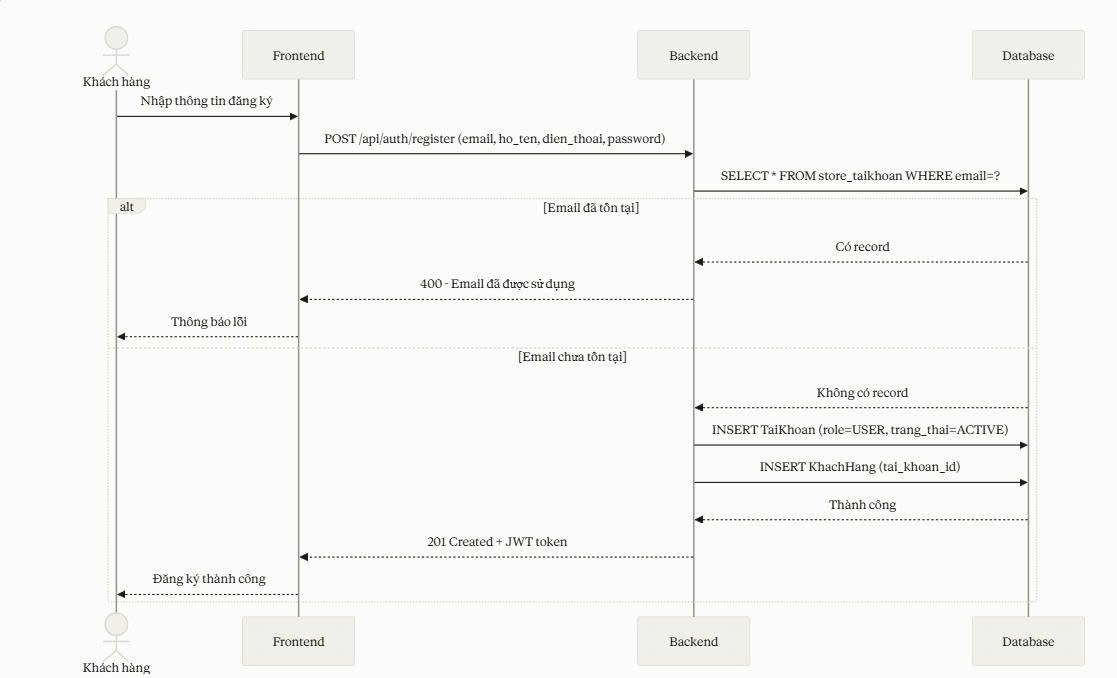 Frontend
Backend
Database
Khách hàng
Nhập thông tin đăng ký
POST /api/auth/register (email, ho_ten, dien_thoai, password)
SELECT * FROM store_taikhoan WHERE email=?
alt
[Email đã tồn tại]
Có record
400 - Email đã được sử dụng
Thông báo lỗi
[Email chưa tồn tại]
Không có record
INSERT TaiKhoan (role=USER, trang_thai=ACTIVE)
INSERT KhachHang (tai_khoan_id)
Thành công
201 Created + JWT token
Đăng ký thành công
Frontend
Backend
Database
Khách hàng